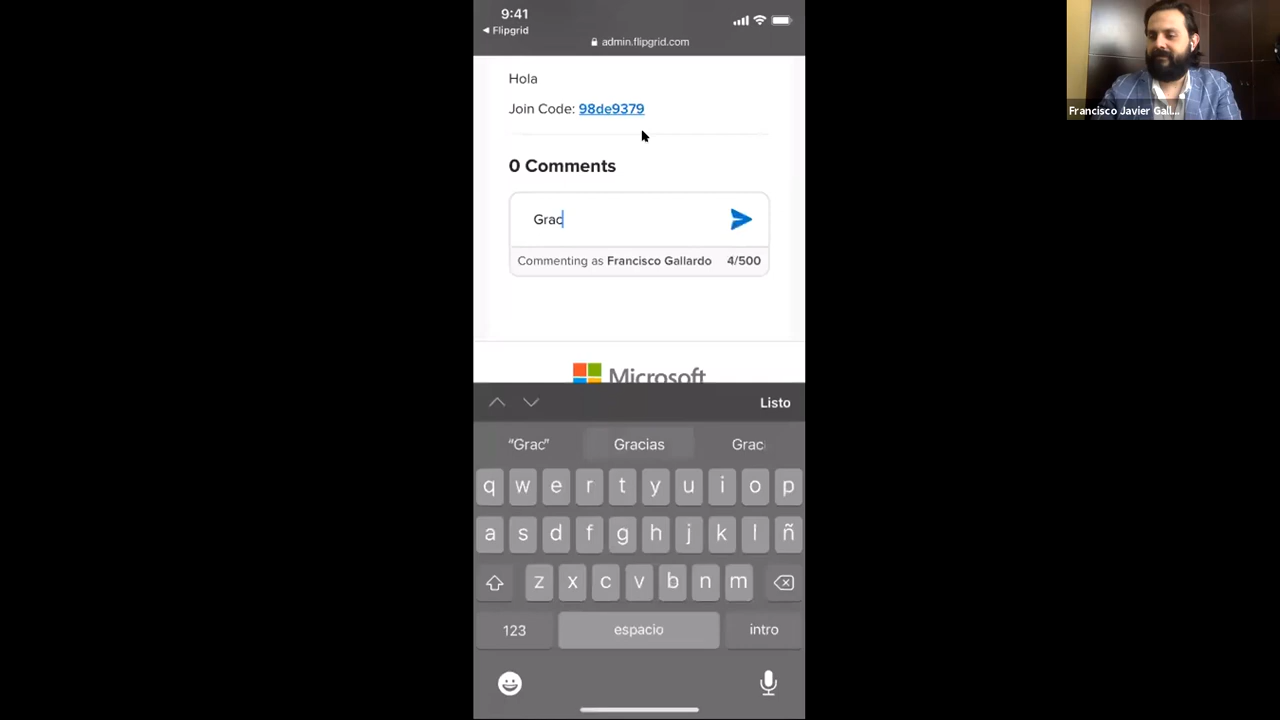 9:41
Flipgrid
admin.flipgrid.com
Francisco Javier Gall...
Hola
Join Code: 98de9379
0 Comments
Grac
Commenting as Francisco Gallardo 4/500
Microsoft
Listo
“Grac” Gracias Graci
q w e r t y u i o p
a s d f g h j k l ñ
z x c v b n m
123 espacio intro